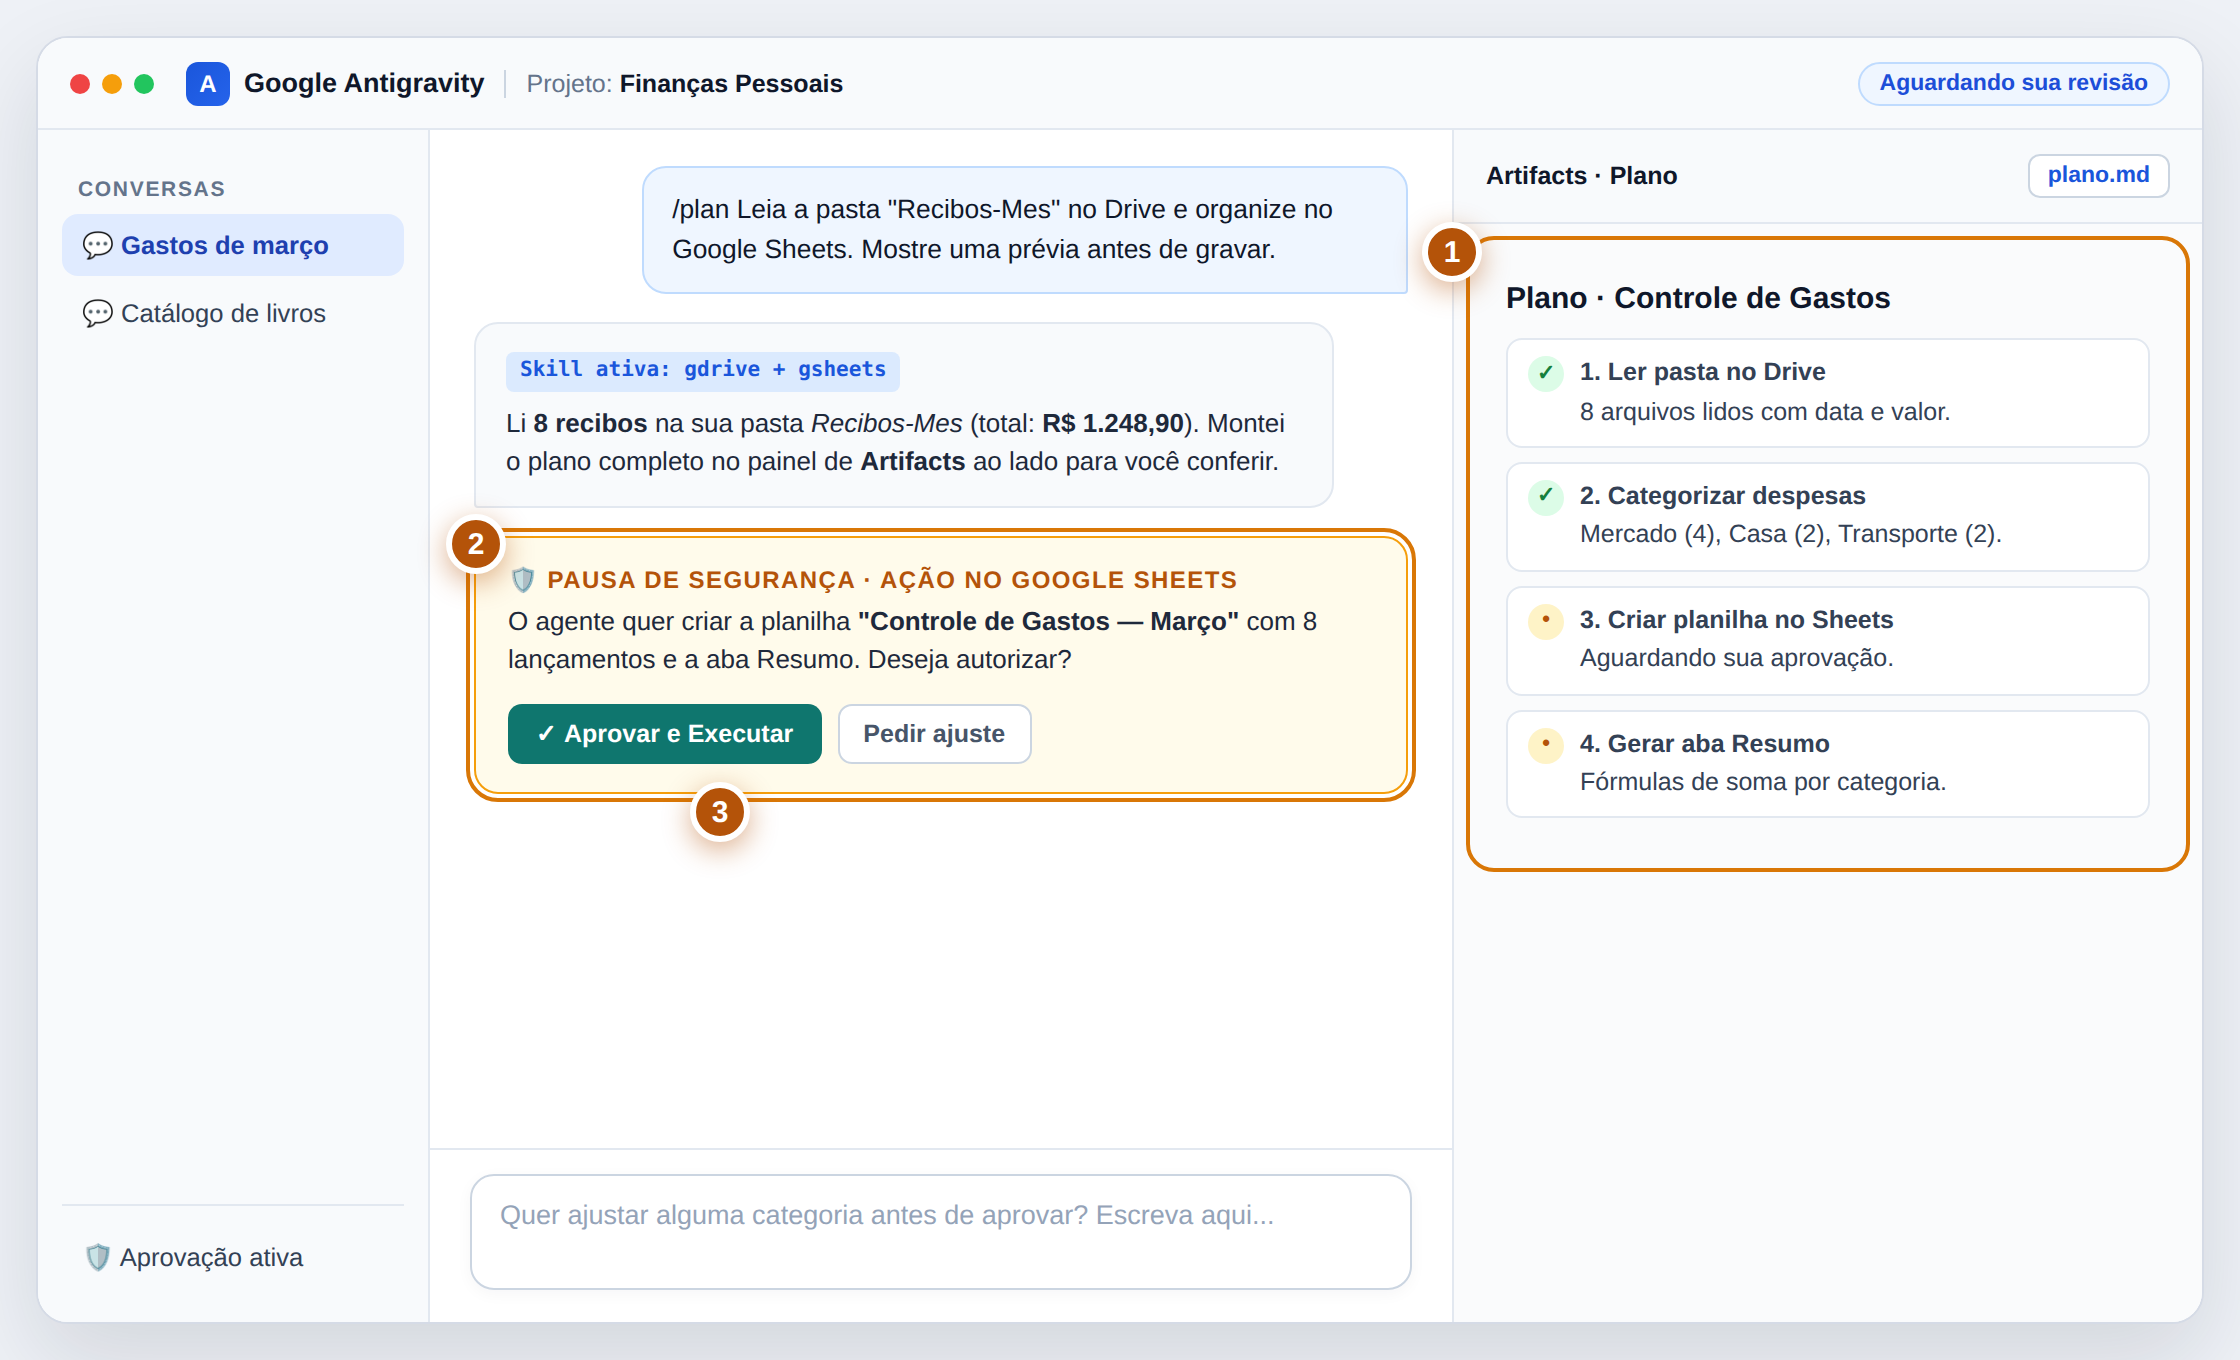 A Google Antigravity Projeto: Finanças Pessoais
Aguardando sua revisão
CONVERSAS
Gastos de março
Catálogo de livros
Aprovação ativa
/plan Leia a pasta "Recibos-Mes" no Drive e organize no
Google Sheets. Mostre uma prévia antes de gravar.
Skill ativa: gdrive + gsheets
Li 8 recibos na sua pasta Recibos-Mes (total: R$ 1.248,90). Montei
o plano completo no painel de Artifacts ao lado para você conferir.
2
PAUSA DE SEGURANÇA · AÇÃO NO GOOGLE SHEETS
O agente quer criar a planilha "Controle de Gastos — Março" com 8
lançamentos e a aba Resumo. Deseja autorizar?
✓ Aprovar e Executar
Pedir ajuste
3
Quer ajustar alguma categoria antes de aprovar? Escreva aqui...
Artifacts · Plano
plano.md
1
Plano · Controle de Gastos
✓ 1. Ler pasta no Drive
8 arquivos lidos com data e valor.
✓ 2. Categorizar despesas
Mercado (4), Casa (2), Transporte (2).
• 3. Criar planilha no Sheets
Aguardando sua aprovação.
• 4. Gerar aba Resumo
Fórmulas de soma por categoria.